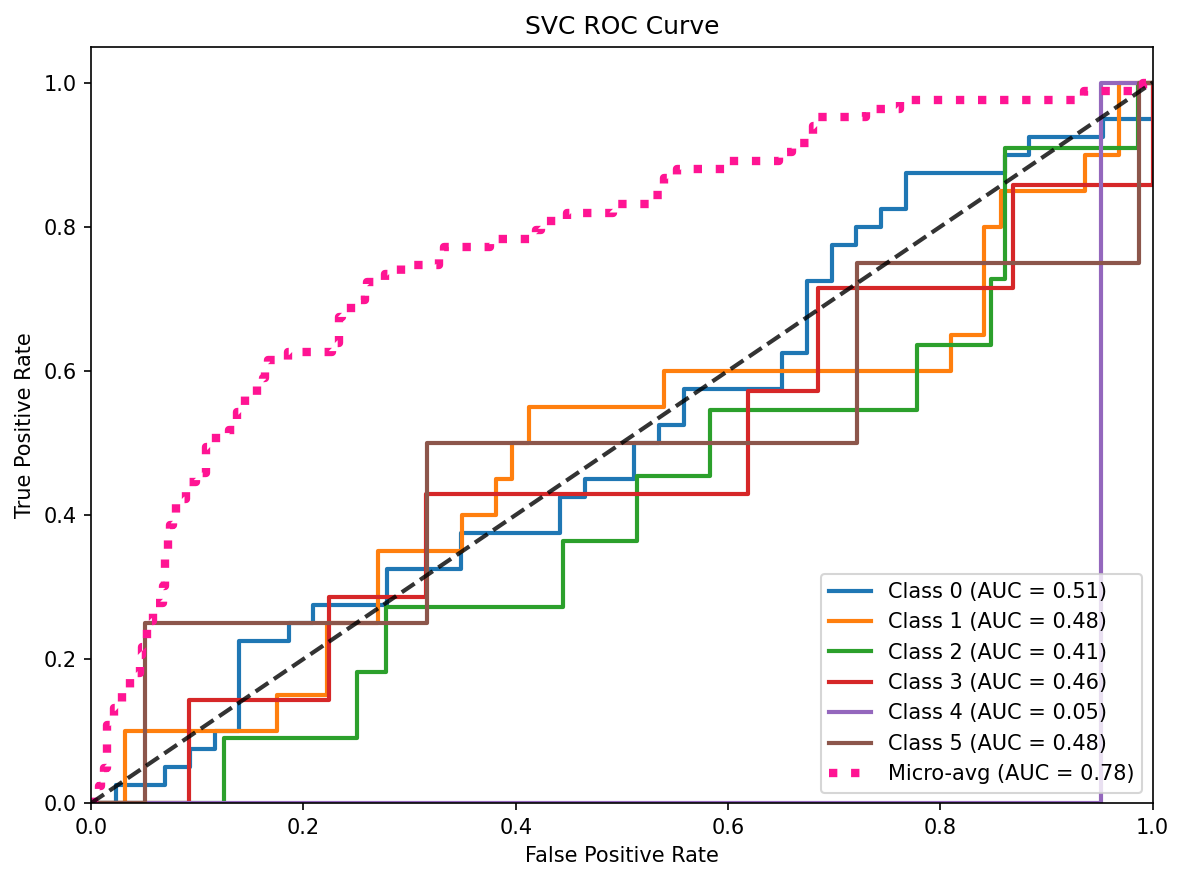 SVC ROC Curve
True Positive Rate
1.0
0.8
0.6
0.4
0.2
0.0
Class 0 (AUC = 0.51)
Class 1 (AUC = 0.48)
Class 2 (AUC = 0.41)
Class 3 (AUC = 0.46)
Class 4 (AUC = 0.05)
Class 5 (AUC = 0.48)
Micro-avg (AUC = 0.78)
0.0 0.2 0.4 0.6 0.8 1.0
False Positive Rate